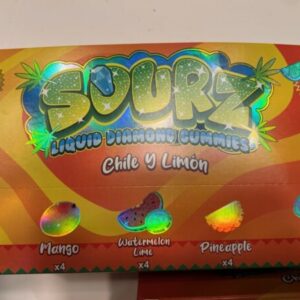 SOURZ
LIQUID DIAMOND GUMMIES
Chile y Limón
Mango
x4
Watermelon
Lime
x4
Pineapple
x4